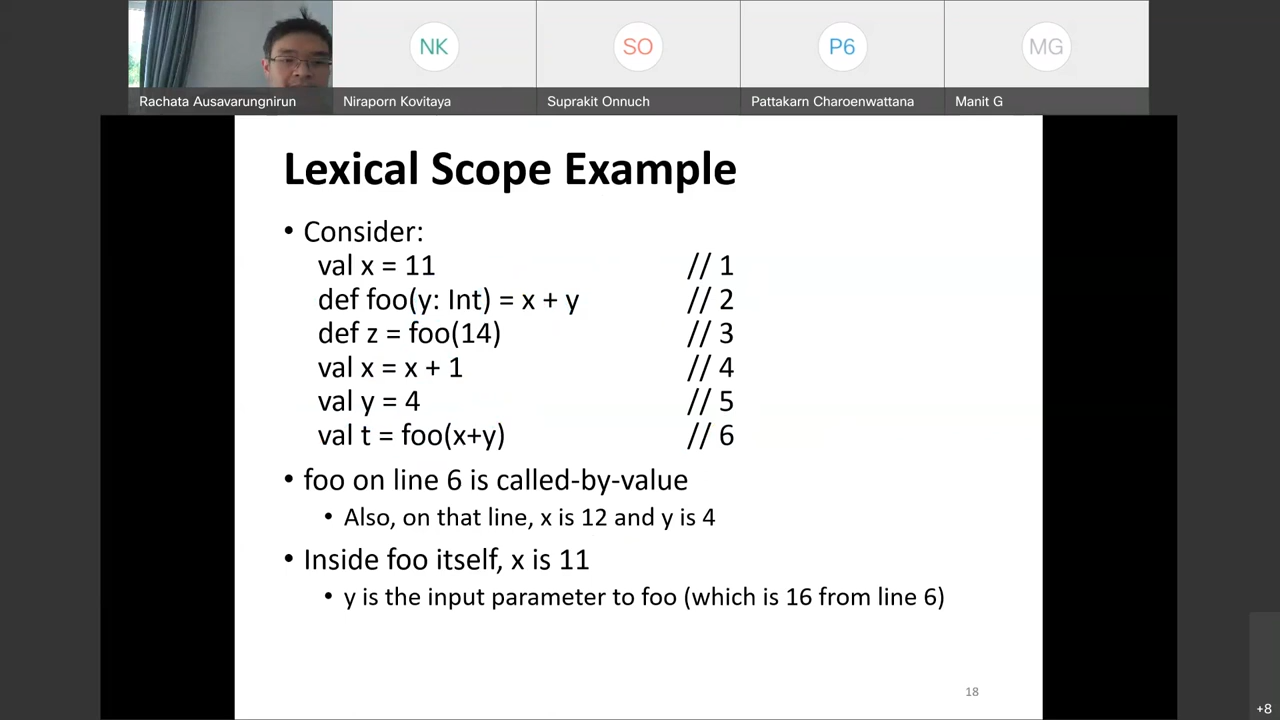 NK
SO
P6
MG
Rachata Ausavarungnirun
Niraporn Kovitaya
Suprakit Onnuch
Pattakarn Charoenwattana
Manit G
Lexical Scope Example
• Consider:
val x = 11 // 1
def foo(y: Int) = x + y // 2
def z = foo(14) // 3
val x = x + 1 // 4
val y = 4 // 5
val t = foo(x+y) // 6
• foo on line 6 is called-by-value
• Also, on that line, x is 12 and y is 4
• Inside foo itself, x is 11
• y is the input parameter to foo (which is 16 from line 6)
18
+8